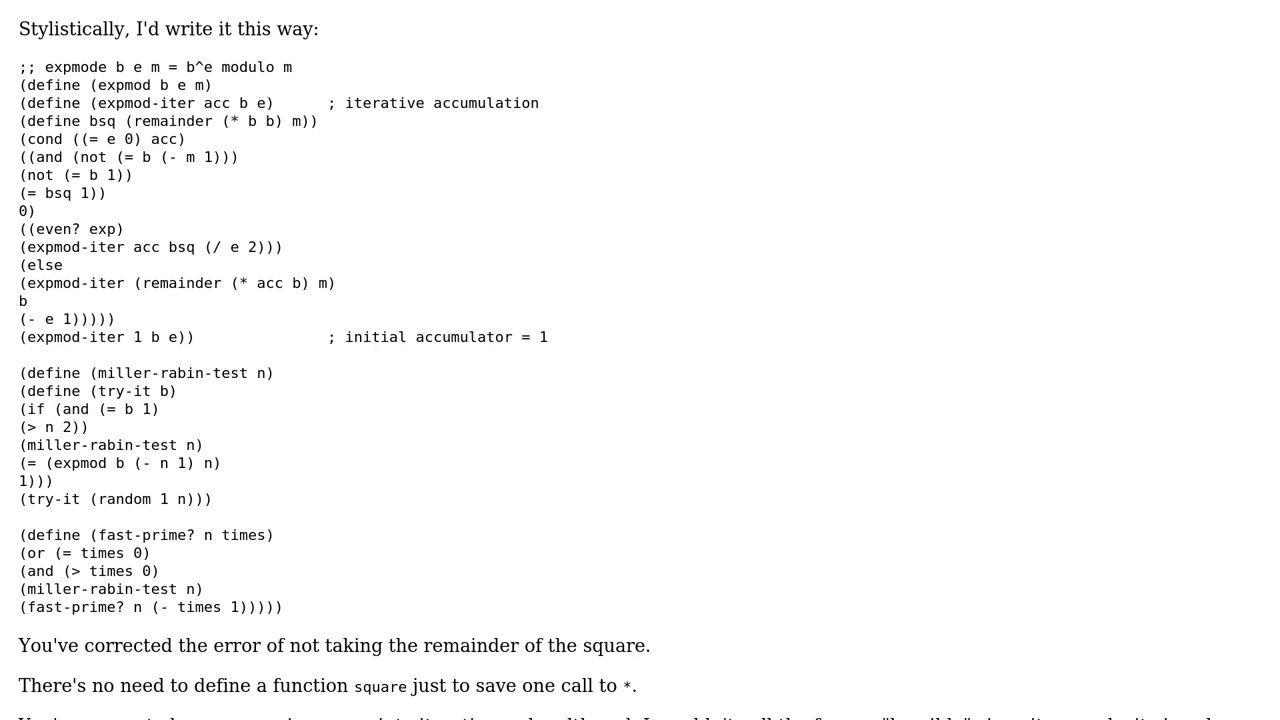 Stylistically, I'd write it this way:
;; expmode b e m = b^e modulo m
(define (expmod b e m)
(define (expmod-iter acc b e)      ; iterative accumulation
(define bsq (remainder (* b b) m))
(cond ((= e 0) acc)
((and (not (= b (- m 1)))
(not (= b 1))
(= bsq 1))
0)
((even? exp)
(expmod-iter acc bsq (/ e 2)))
(else
(expmod-iter (remainder (* acc b) m)
b
(- e 1)))))
(expmod-iter 1 b e))               ; initial accumulator = 1
(define (miller-rabin-test n)
(define (try-it b)
(if (and (= b 1)
(> n 2))
(miller-rabin-test n)
(= (expmod b (- n 1) n)
1)))
(try-it (random 1 n)))
(define (fast-prime? n times)
(or (= times 0)
(and (> times 0)
(miller-rabin-test n)
(fast-prime? n (- times 1)))))
You've corrected the error of not taking the remainder of the square.
There's no need to define a function square just to save one call to *.